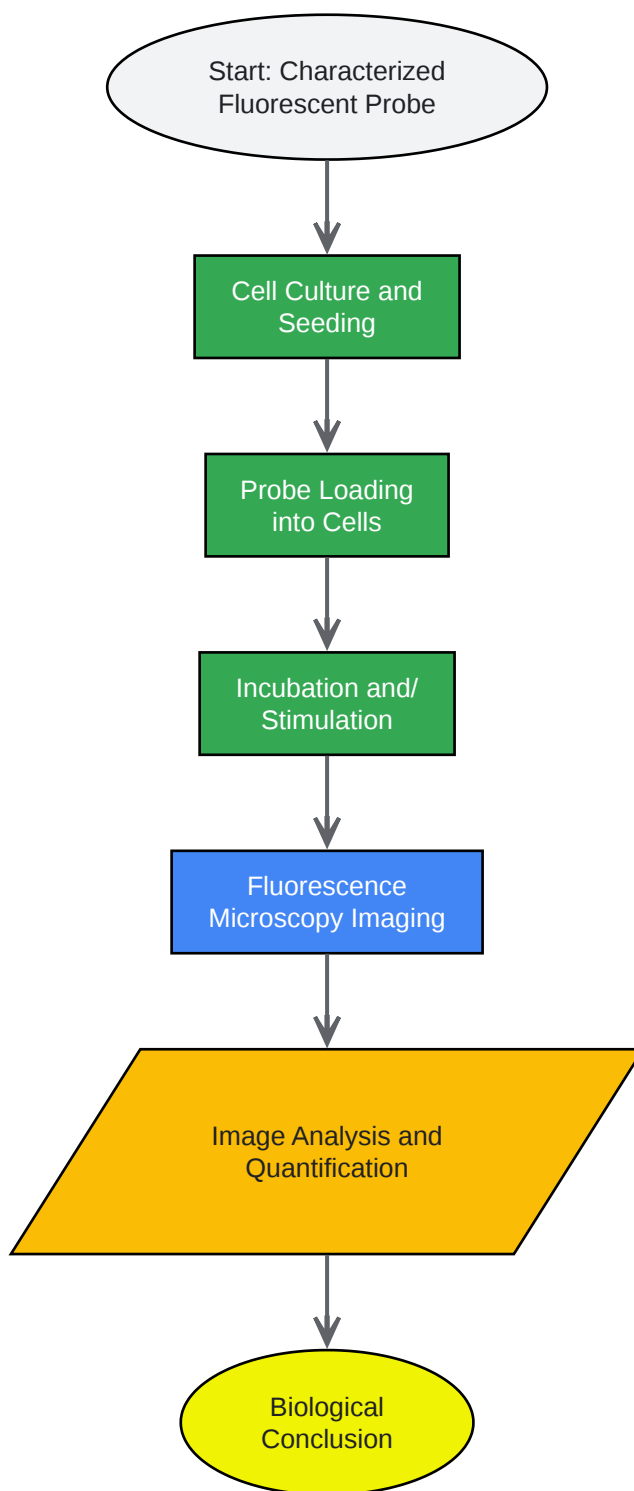 Start: Characterized
Fluorescent Probe
Cell Culture and
Seeding
Probe Loading
into Cells
Incubation and/
Stimulation
Fluorescence
Microscopy Imaging
Image Analysis and
Quantification
Biological
Conclusion